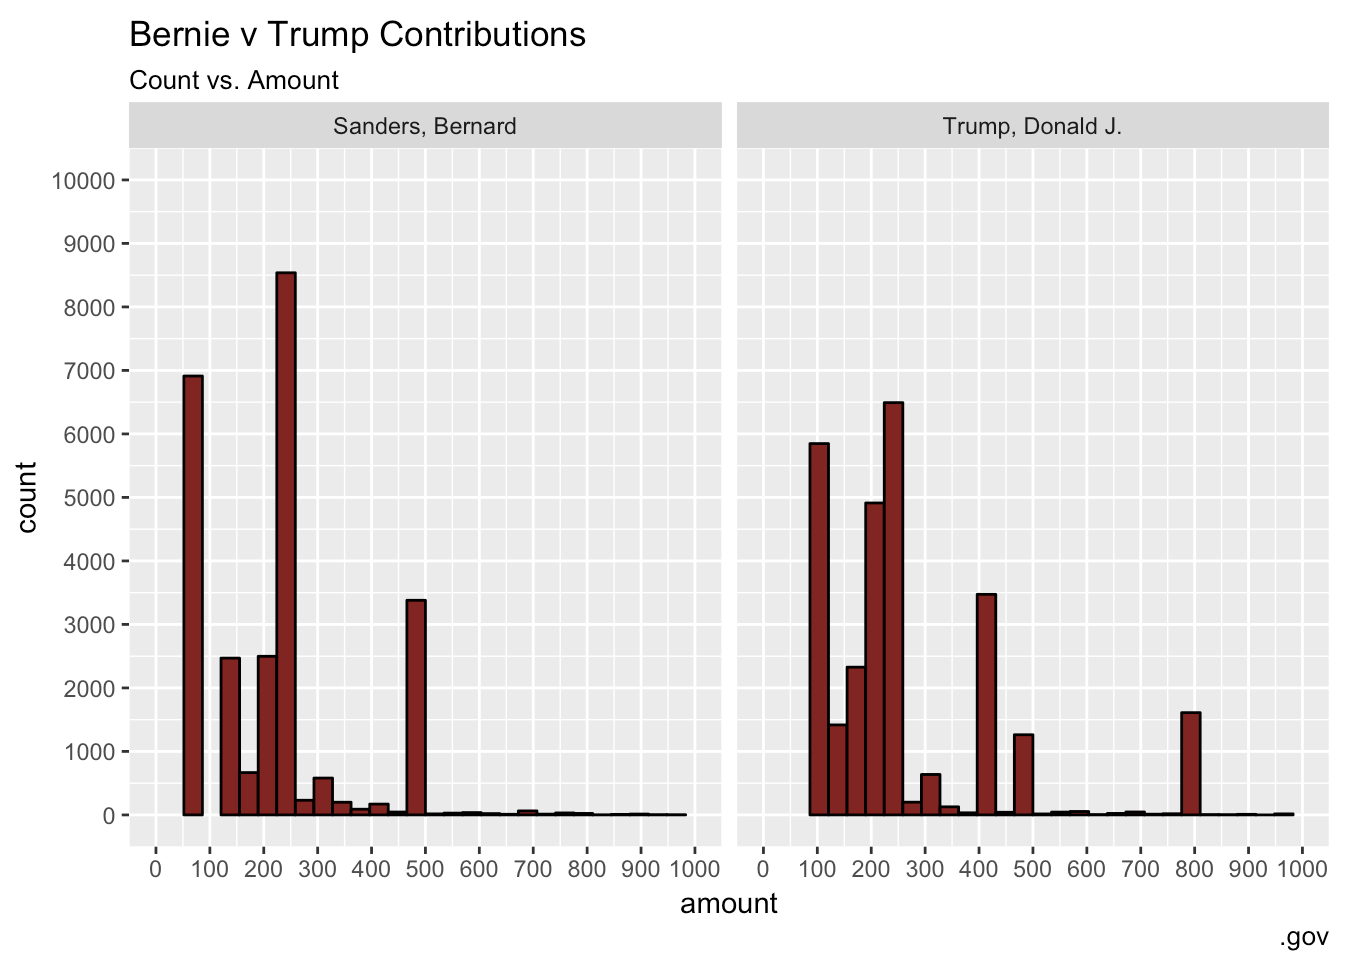 Bernie v Trump Contributions
Count vs. Amount
Sanders, Bernard
Trump, Donald J.
10000
9000
8000
7000
6000
5000
4000
3000
2000
1000
0
count
0 100 200 300 400 500 600 700 800 900 1000
0 100 200 300 400 500 600 700 800 900 1000
amount
.gov